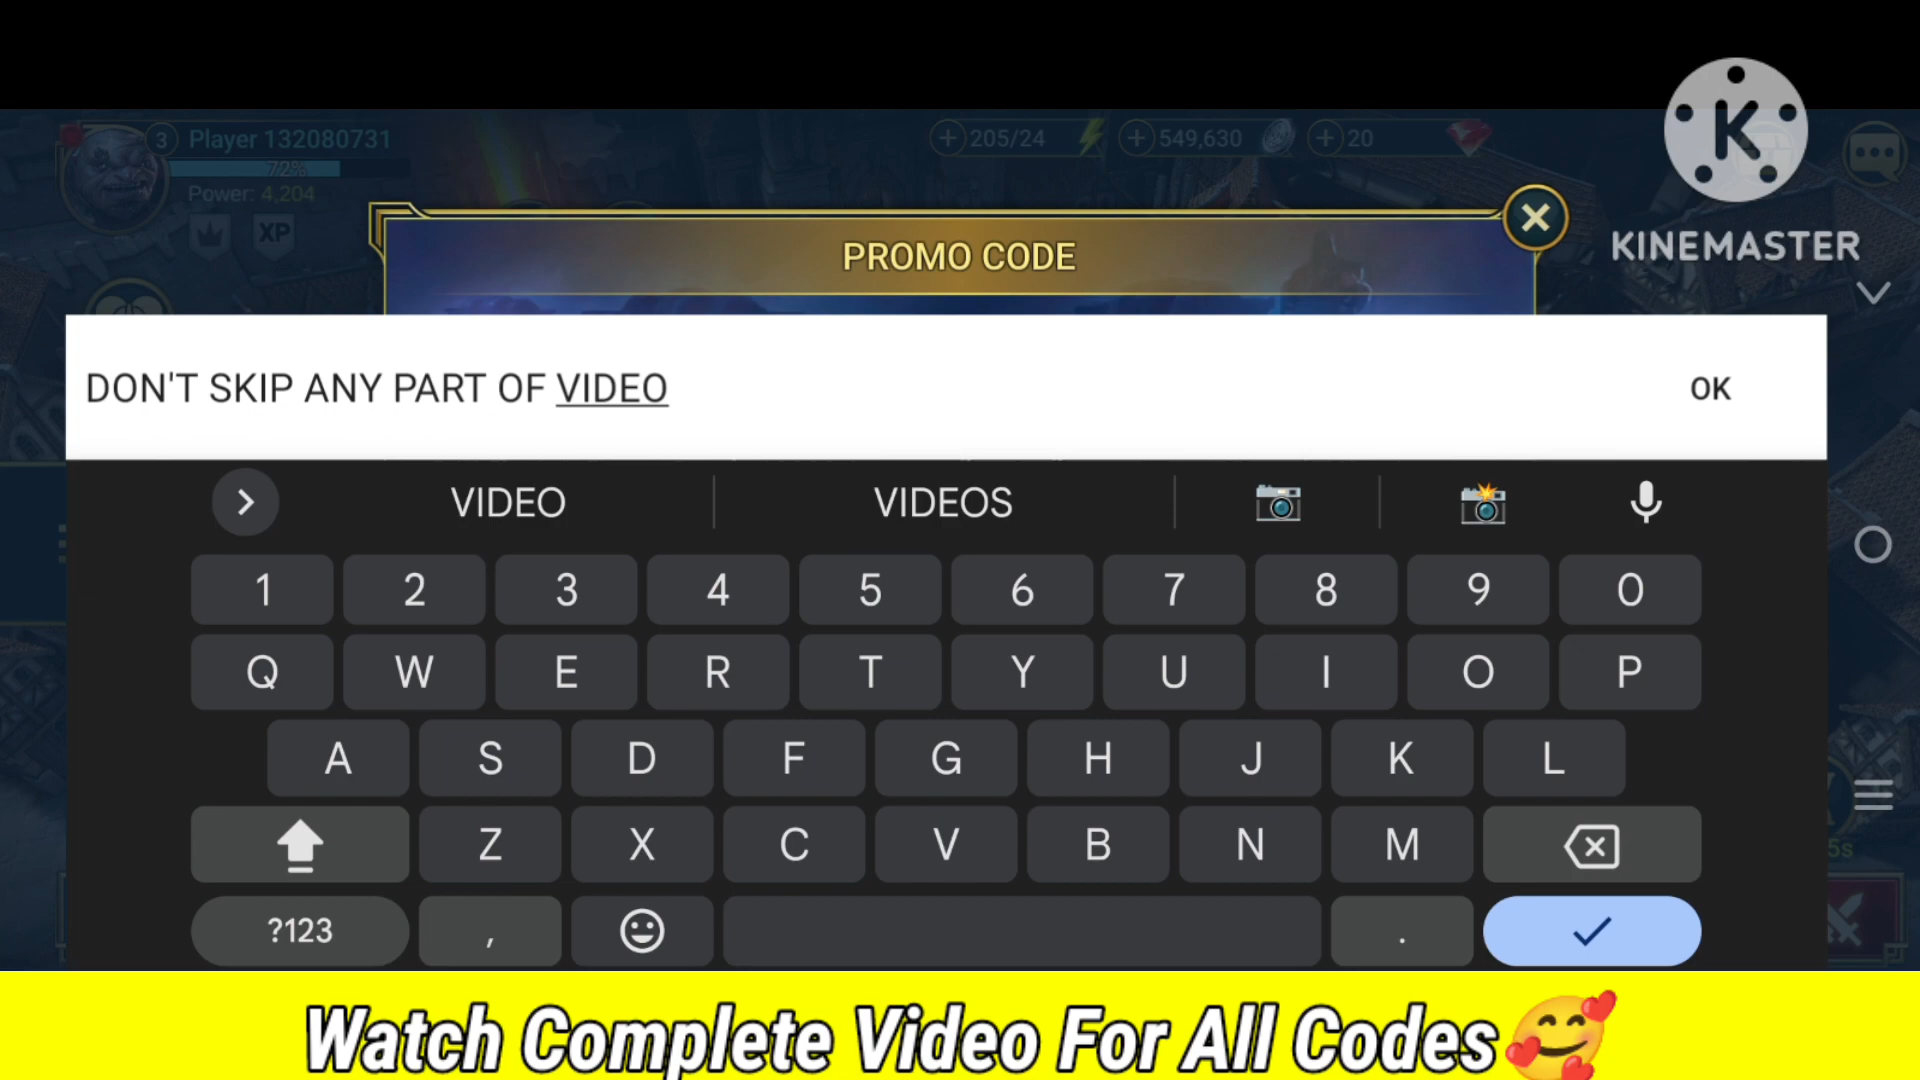 3 Player 132080731
72%
Power: 4,204
XP
205/24
549,630
20
K
KINEMASTER
PROMO CODE
DON'T SKIP ANY PART OF VIDEO
OK
VIDEO VIDEOS
1 2 3 4 5 6 7 8 9 0
Q W E R T Y U I O P
A S D F G H J K L
Z X C V B N M
?123 , .
5s
Watch Complete Video For All Codes🥰